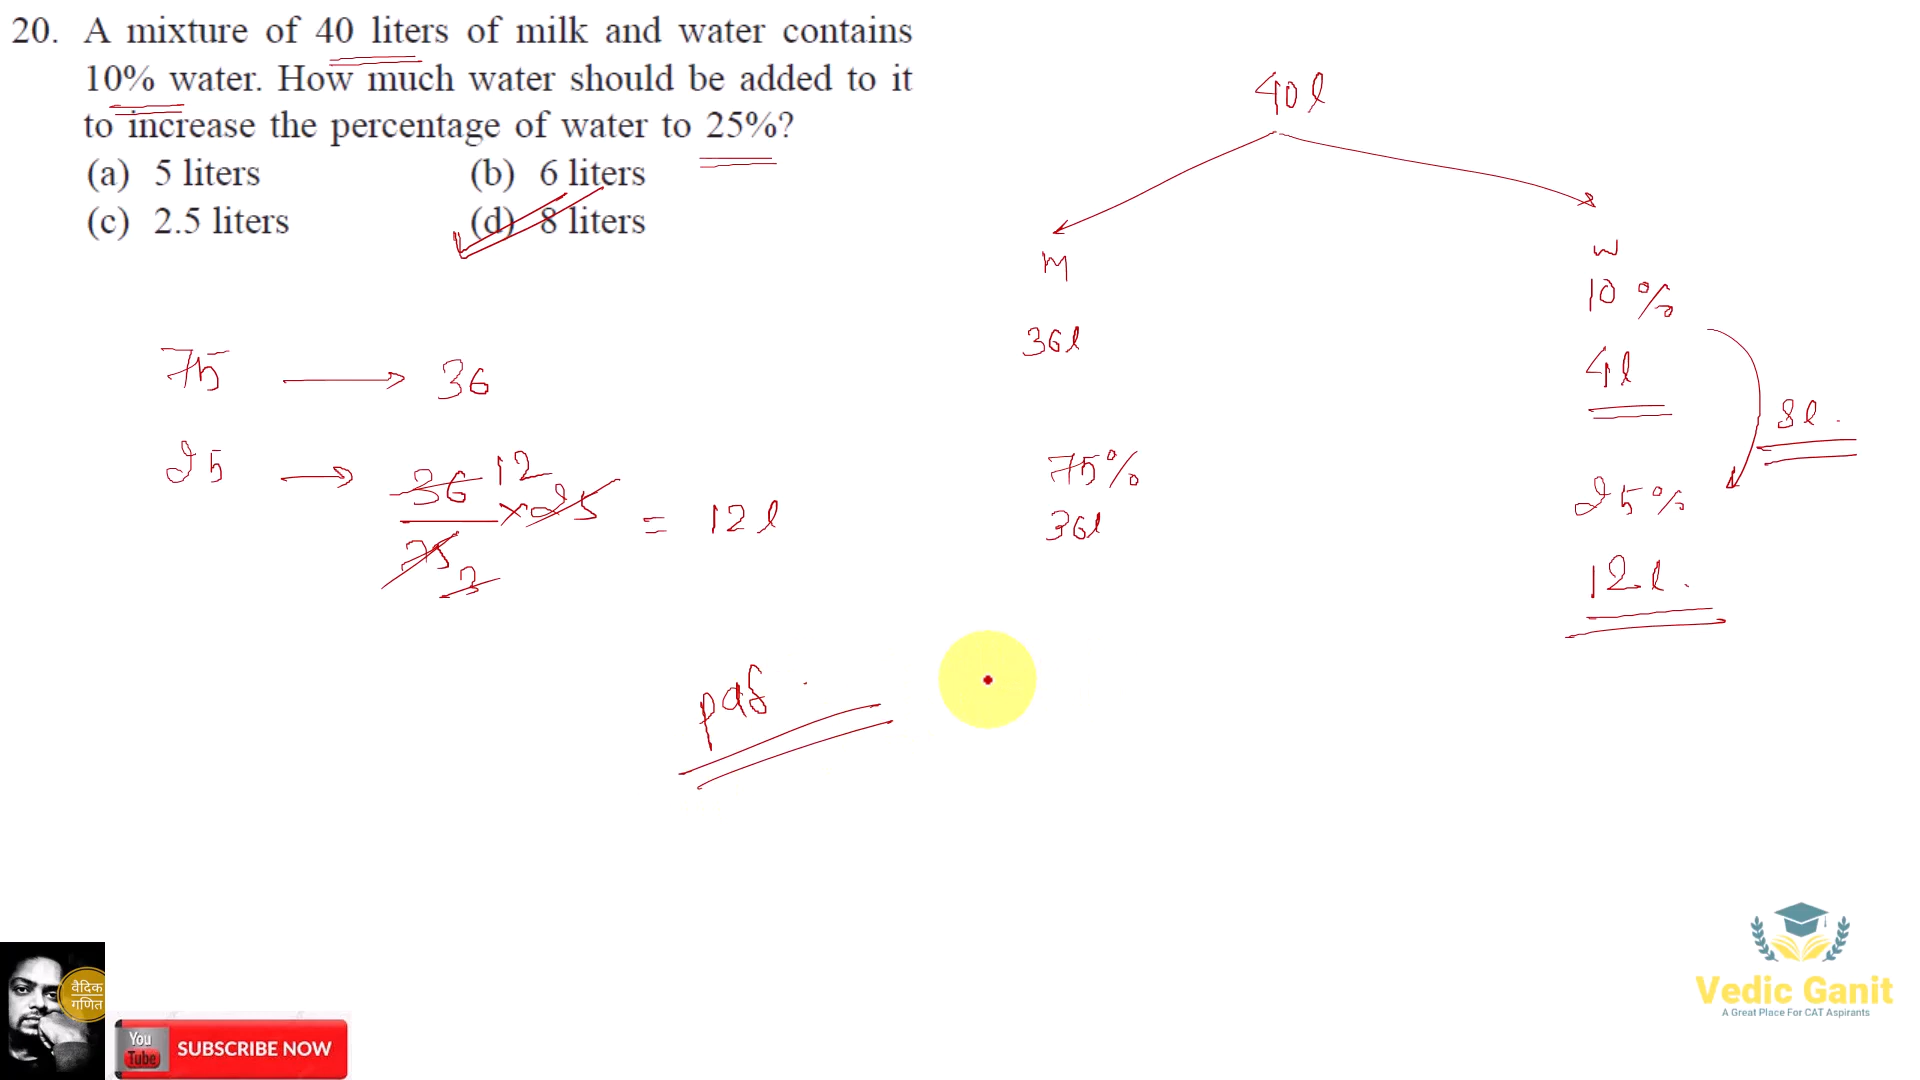 20. A mixture of 40 liters of milk and water contains
10% water. How much water should be added to it
to increase the percentage of water to 25%?
(a) 5 liters (b) 6 liters
(c) 2.5 liters (d) 8 liters
40 l
M W
10 %
36 l
4 l
8 l.
75 → 36
25 → 36 12
× 25
75 3
= 12 l
75%
36 l
25%
12 l.
pdf.
वैदिक
गणित
You
Tube
SUBSCRIBE NOW
Vedic Ganit
A Great Place For CAT Aspirants